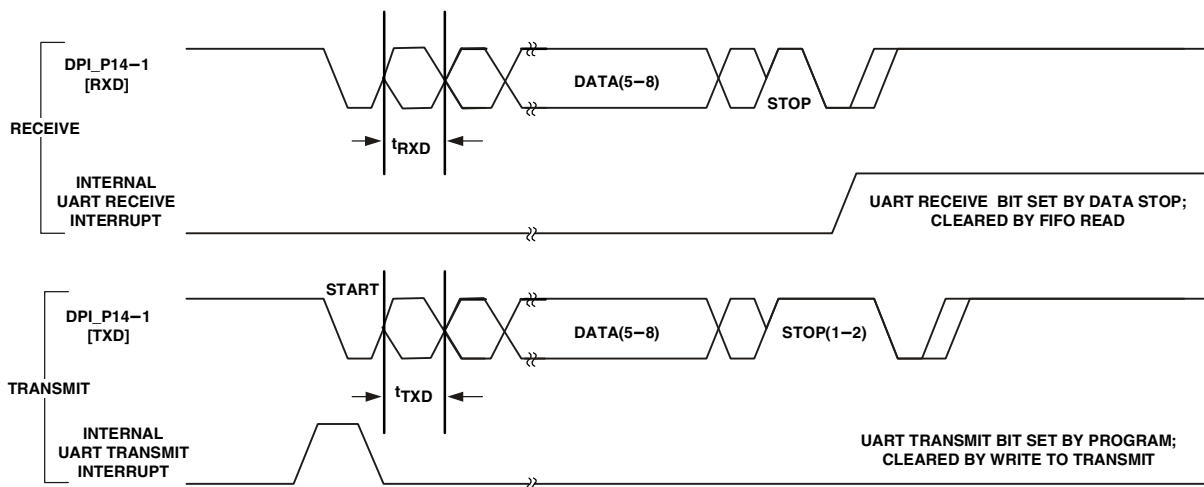 RECEIVE
DPI_P14–1
[RXD]
DATA(5–8)
STOP
tRXD
INTERNAL
UART RECEIVE
INTERRUPT
UART RECEIVE BIT SET BY DATA STOP;
CLEARED BY FIFO READ
TRANSMIT
START
DPI_P14–1
[TXD]
DATA(5–8)
STOP(1–2)
tTXD
INTERNAL
UART TRANSMIT
INTERRUPT
UART TRANSMIT BIT SET BY PROGRAM;
CLEARED BY WRITE TO TRANSMIT